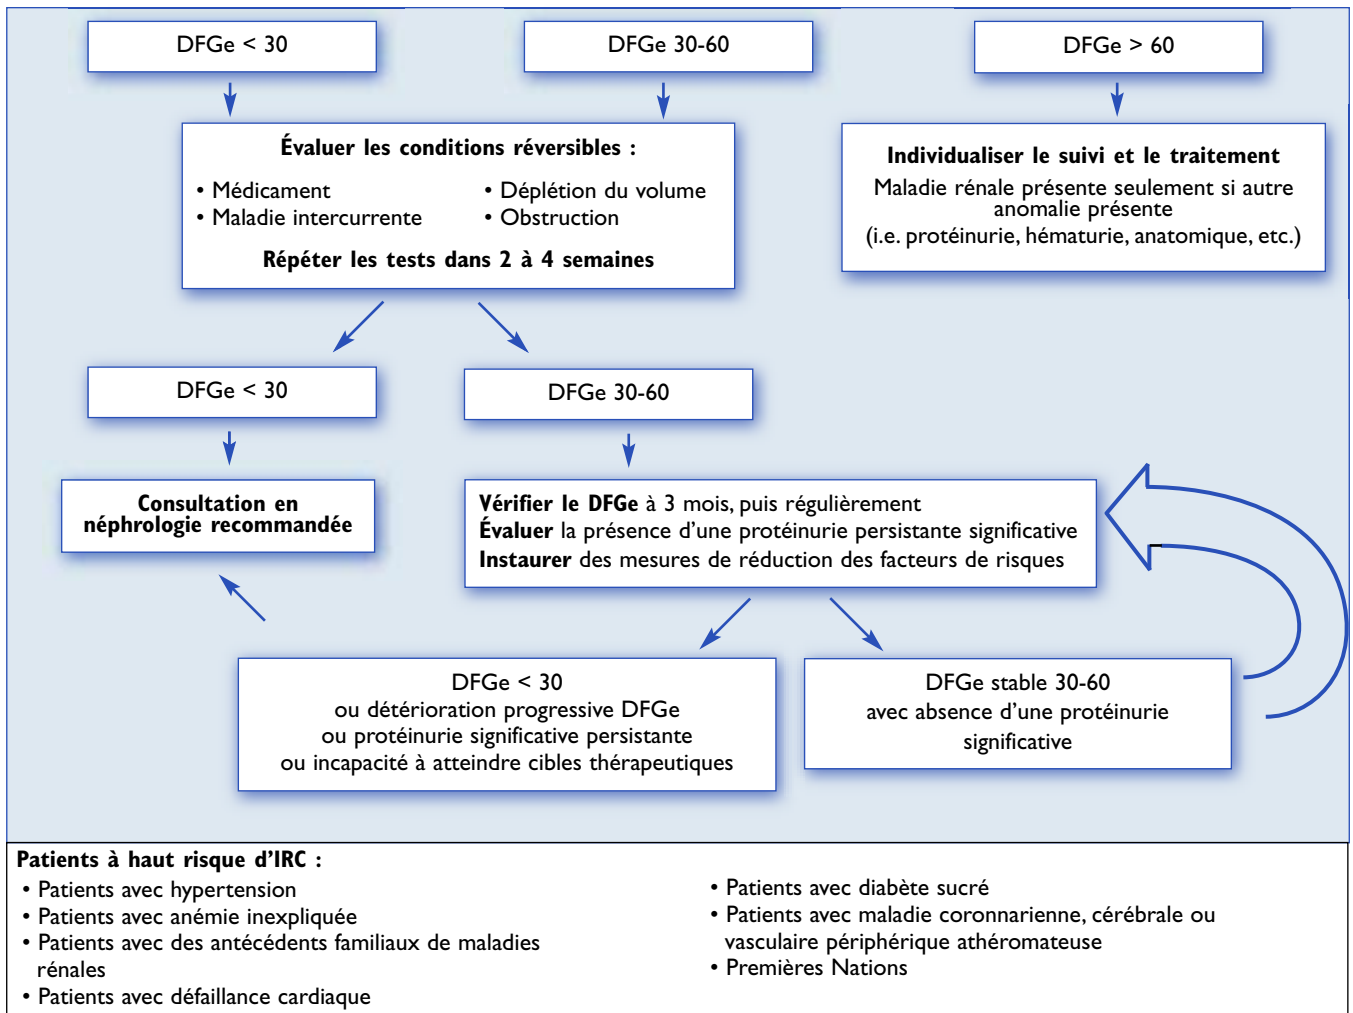 DFGe < 30
DFGe 30-60
DFGe > 60
Évaluer les conditions réversibles :
• Médicament
• Maladie intercurrente
• Déplétion du volume
• Obstruction
Répéter les tests dans 2 à 4 semaines
Individualiser le suivi et le traitement
Maladie rénale présente seulement si autre
anomalie présente
(i.e. protéinurie, hématurie, anatomique, etc.)
DFGe < 30
DFGe 30-60
Consultation en
néphrologie recommandée
Vérifier le DFGe à 3 mois, puis régulièrement
Évaluer la présence d'une protéinurie persistante significative
Instaurer des mesures de réduction des facteurs de risques
DFGe < 30
ou détérioration progressive DFGe
ou protéinurie significative persistante
ou incapacité à atteindre cibles thérapeutiques
DFGe stable 30-60
avec absence d'une protéinurie
significative
Patients à haut risque d'IRC :
• Patients avec hypertension
• Patients avec anémie inexpliquée
• Patients avec des antécédents familiaux de maladies
rénales
• Patients avec défaillance cardiaque
• Patients avec diabète sucré
• Patients avec maladie coronnarienne, cérébrale ou
vasculaire périphérique athéromateuse
• Premières Nations